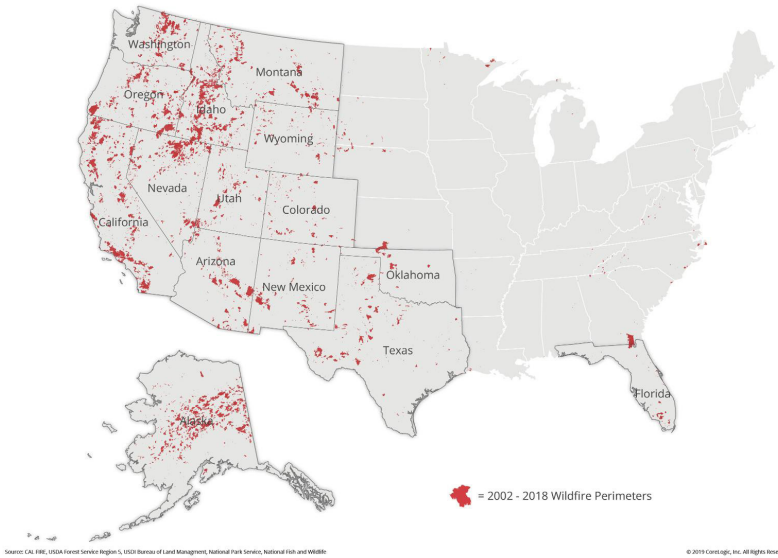 Washington
Montana
Oregon
Idaho
Wyoming
Nevada
Utah
Colorado
California
Arizona
Oklahoma
New Mexico
Texas
Florida
Alaska
= 2002 - 2018 Wildfire Perimeters
Source: CAL FIRE, USDA Forest Service Region 5, USDI Bureau of Land Managment, National Park Service, National Fish and Wildlife
© 2019 CoreLogic, Inc. All Rights Rese